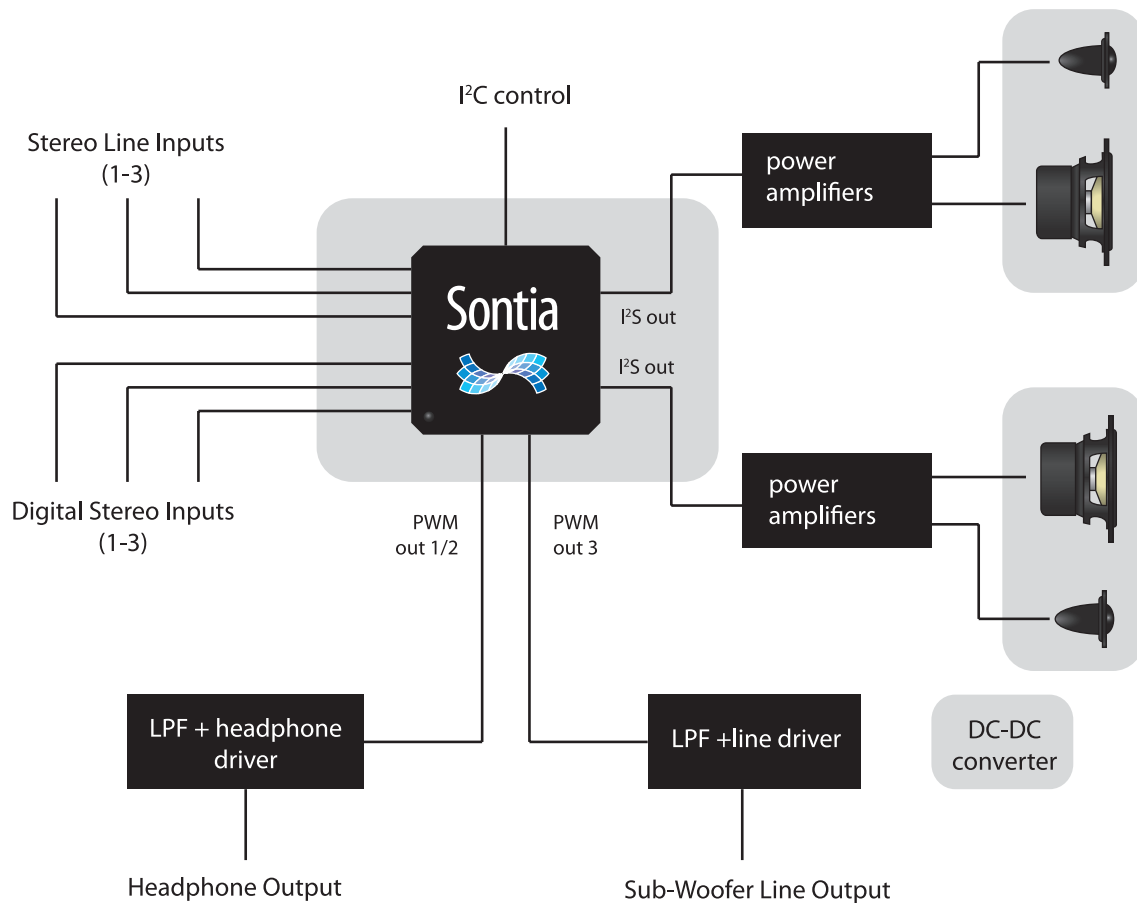 I²C control
Stereo Line Inputs
(1-3)
power
amplifiers
Sontia
I²S out
I²S out
power
amplifiers
Digital Stereo Inputs
(1-3)
PWM
out 1/2
PWM
out 3
LPF + headphone
driver
LPF +line driver
DC-DC
converter
Headphone Output
Sub-Woofer Line Output